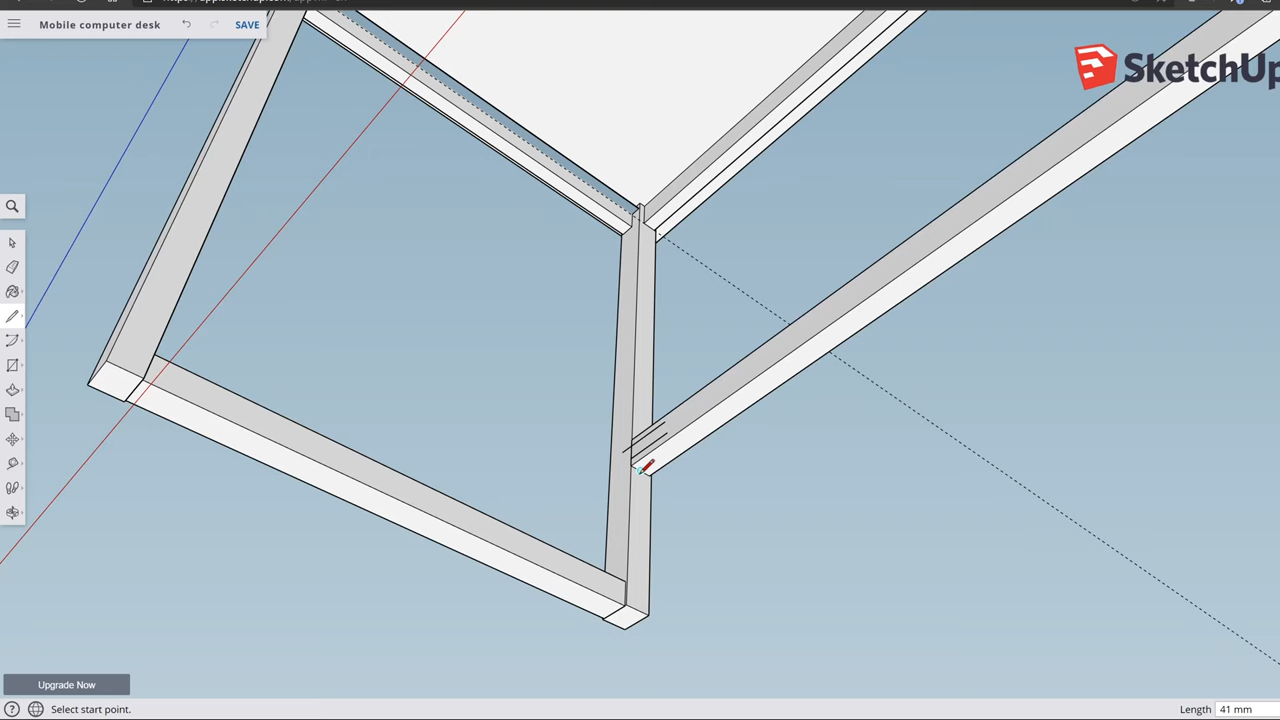 Mobile computer desk
SAVE
SketchUp
Upgrade Now
Select start point.
Length
41 mm